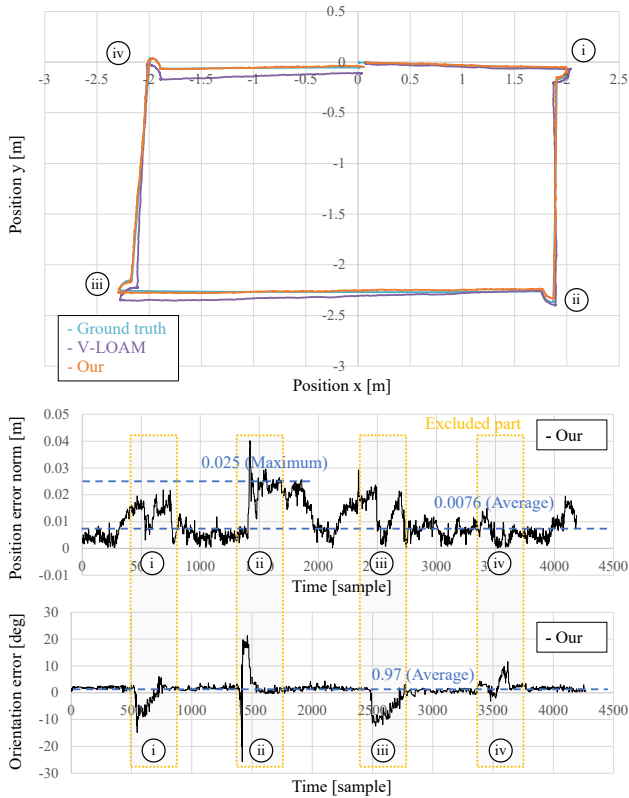 0.5
iv
i
0
-3 -2.5 -2 -1.5 -1 -0.5 0 0.5 1 1.5 2 2.5
-0.5
-1
-1.5
-2
-2.5
-3
Position y [m]
iii
ii
- Ground truth
- V-LOAM
- Our
Position x [m]
0.05
0.04
0.03
0.02
0.01
0
-0.01
Position error norm [m]
Excluded part
- Our
0.025 (Maximum)
0.0076 (Average)
0 500 1000 1500 2000 2500 3000 3500 4000 4500
i ii iii iv
Time [sample]
30
20
10
0
-10
-20
-30
Orientation error [deg]
- Our
0.97 (Average)
0 500 1000 1500 2000 2500 3000 3500 4000 4500
i ii iii iv
Time [sample]